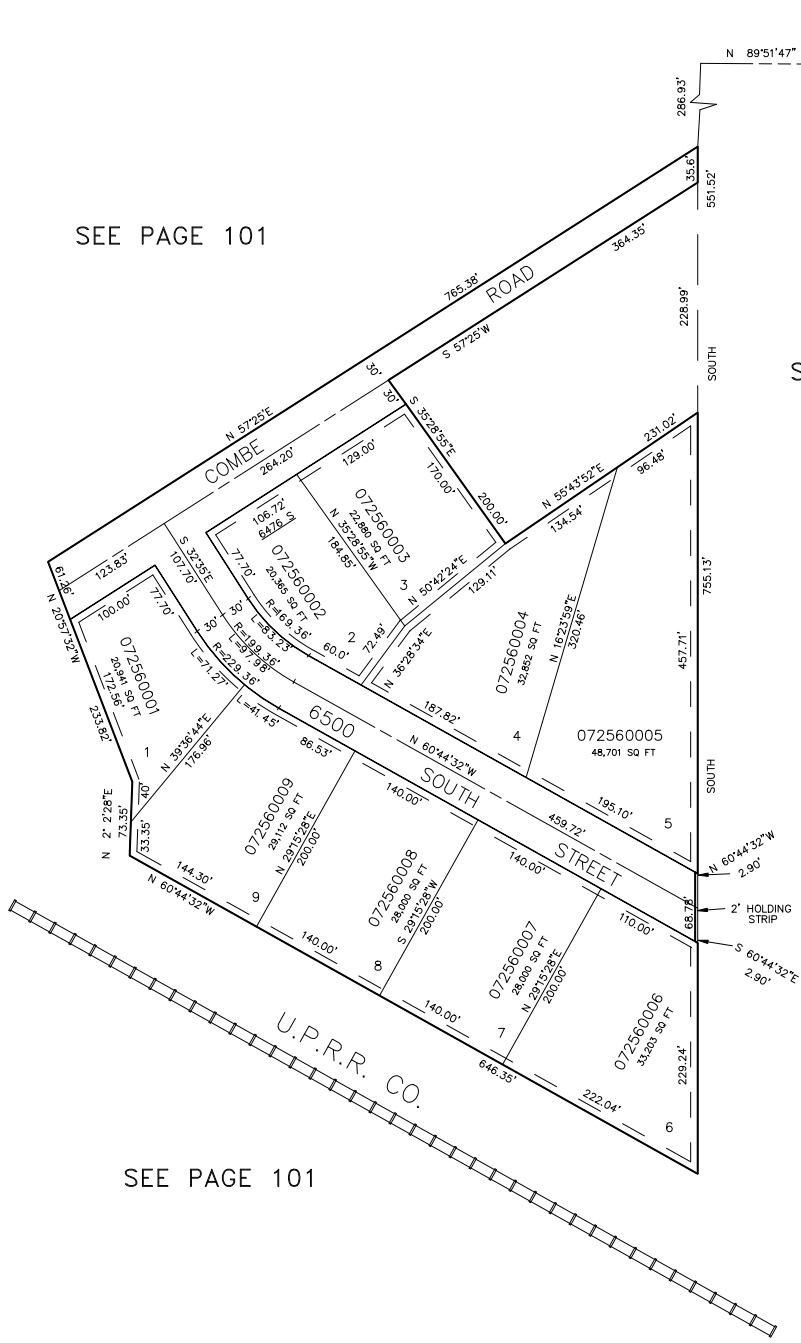 N 89°51'47"
286.93'
35.6'
551.52'
SEE PAGE 101
364.35'
765.38'
ROAD
228.99'
S 57°25'W
SOUTH
S
30'
30'
N 57°25'E
S 35°28'55"E
COMBE
264.20'
129.00'
170.00'
200.00'
231.02'
96.48'
N 55°43'52"E
134.54'
106.72'
6476 S
072560003
22,880 SQ FT
N 35°28'55"W
184.85'
3
N 50°42'24"E
129.11'
61.26'
123.83'
S 32°35'E
107.70'
77.70'
072560002
20,365 SQ FT
2
72.49'
60.0'
N 36°28'34"E
755.13'
457.71'
N 20°57'32"W
100.00'
77.70'
30'
30'
R=169.36'
L=83.23'
R=199.36'
L=97.98'
R=229.36'
L=71.27'
L=41.45'
072560001
20,941 SQ FT
172.56'
233.82'
1
40'
N 39°36'44"E
176.96'
N 2° 2'28"E
73.35'
33.35'
072560004
32,852 SQ FT
N 16°23'59"E
320.46'
187.82'
4
072560005
48,701 SQ FT
195.10'
5
SOUTH
6500
SOUTH
STREET
N 60°44'32"W
459.72'
86.53'
140.00'
140.00'
110.00'
N 60°44'32"W
2.90'
68.78'
2' HOLDING
STRIP
S 60°44'32"E
2.90'
072560009
29,112 SQ FT
N 29°15'28"E
200.00'
144.30'
N 60°44'32"W
9
072560008
28,000 SQ FT
S 29°15'28"W
200.00'
140.00'
8
072560007
28,000 SQ FT
N 29°15'28"E
200.00'
140.00'
7
646.35'
072560006
33,203 SQ FT
229.24'
222.04'
6
U.P.R.R. CO.
SEE PAGE 101